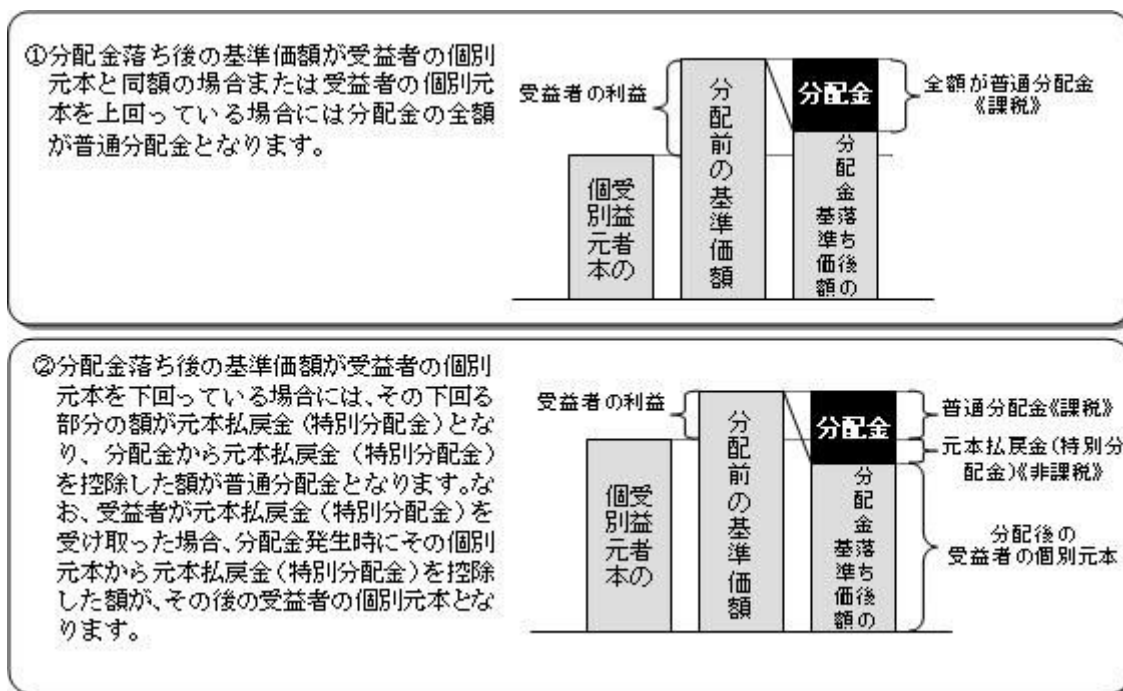 ①分配金落ち後の基準価額が受益者の個別
元本と同額の場合または受益者の個別元
本を上回っている場合には分配金の全額
が普通分配金となります。
受益者の利益
受益者の
個別元本
分配前の基準価額
分配金
分配金落ち後の
基準価額
全額が普通分配金
《課税》
②分配金落ち後の基準価額が受益者の個別
元本を下回っている場合には、その下回る
部分の額が元本払戻金(特別分配金)とな
り、分配金から元本払戻金(特別分配金)
を控除した額が普通分配金となります。な
お、受益者が元本払戻金(特別分配金)を
受け取った場合、分配金発生時にその個別
元本から元本払戻金(特別分配金)を控除
した額が、その後の受益者の個別元本とな
ります。
受益者の利益
受益者の
個別元本
分配前の基準価額
分配金
分配金落ち後の
基準価額
普通分配金《課税》
元本払戻金(特別分
配金)《非課税》
分配後の
受益者の個別元本